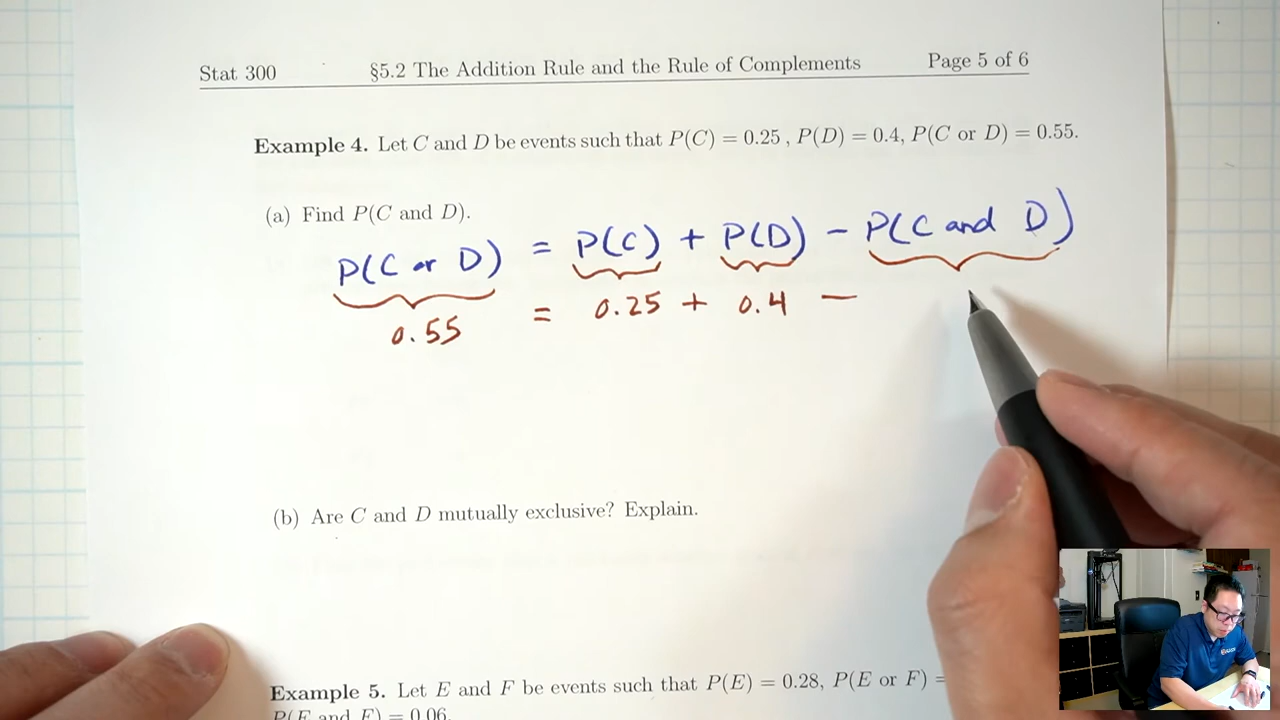 Stat 300 §5.2 The Addition Rule and the Rule of Complements Page 5 of 6
Example 4. Let C and D be events such that P(C) = 0.25 , P(D) = 0.4, P(C or D) = 0.55.
(a) Find P(C and D).
P(C or D) = P(C) + P(D) − P(C and D)
0.55 = 0.25 + 0.4 −
(b) Are C and D mutually exclusive? Explain.
Example 5. Let E and F be events such that P(E) = 0.28, P(E or F) =
P(E and F) = 0.06.